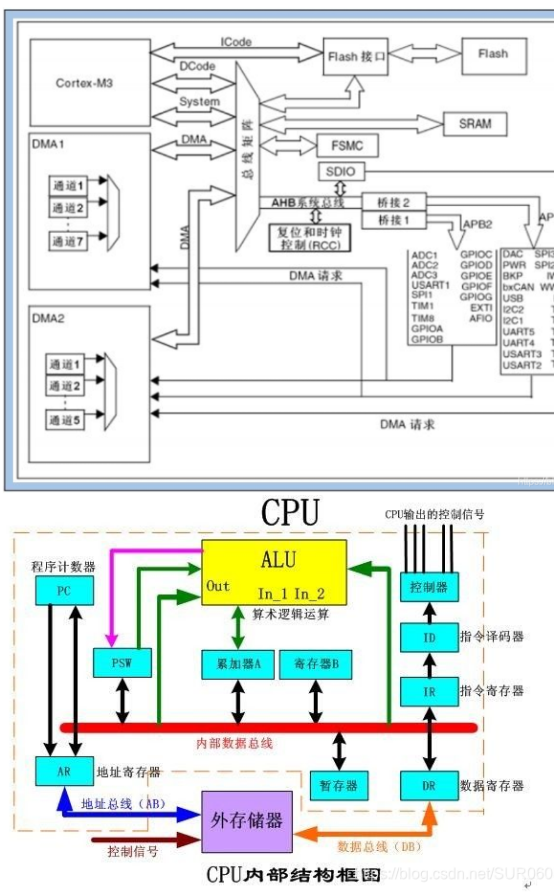 ICode
DCode
System
DMA
Cortex-M3
总线矩阵
Flash 接口
Flash
SRAM
FSMC
SDIO
AHB系统总线
桥接 2
桥接 1
APB2
复位和时钟
控制(RCC)
DMA
DMA1
通道1
通道2
通道7
DMA 请求
ADC1 GPIOC
ADC2 GPIOD
ADC3 GPIOE
USART1 GPIOF
SPI1 GPIOG
TIM1 EXTI
TIM8 AFIO
GPIOA
GPIOB
DAC
PWR
BKP
bxCAN
USB
I2C2
I2C1
UART5
UART4
USART3
USART2
DMA2
通道1
通道2
通道5
DMA 请求
CPU
CPU输出的控制信号
程序计数器
PC
ALU
Out
In_1 In_2
算术逻辑运算
控制器
ID
指令译码器
PSW
累加器A
寄存器B
IR
指令寄存器
内部数据总线
AR
地址寄存器
暂存器
DR
数据寄存器
地址总线（AB）
外存储器
控制信号
数据总线（DB）
CPU内部结构框图